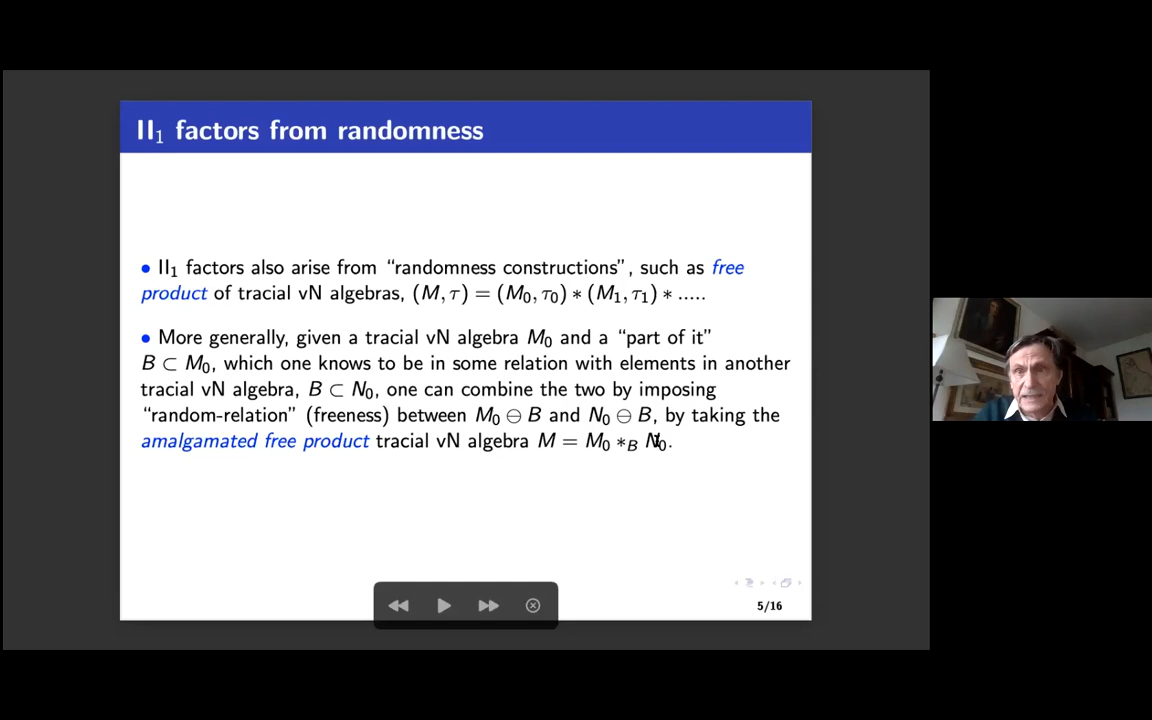 II₁ factors from randomness
• II₁ factors also arise from “randomness constructions”, such as free
product of tracial vN algebras, (M, τ) = (M₀, τ₀) ∗ (M₁, τ₁) ∗ .....
• More generally, given a tracial vN algebra M₀ and a “part of it”
B ⊂ M₀, which one knows to be in some relation with elements in another
tracial vN algebra, B ⊂ N₀, one can combine the two by imposing
“random-relation” (freeness) between M₀ ⊖ B and N₀ ⊖ B, by taking the
amalgamated free product tracial vN algebra M = M₀ ∗_B N₀.
5/16